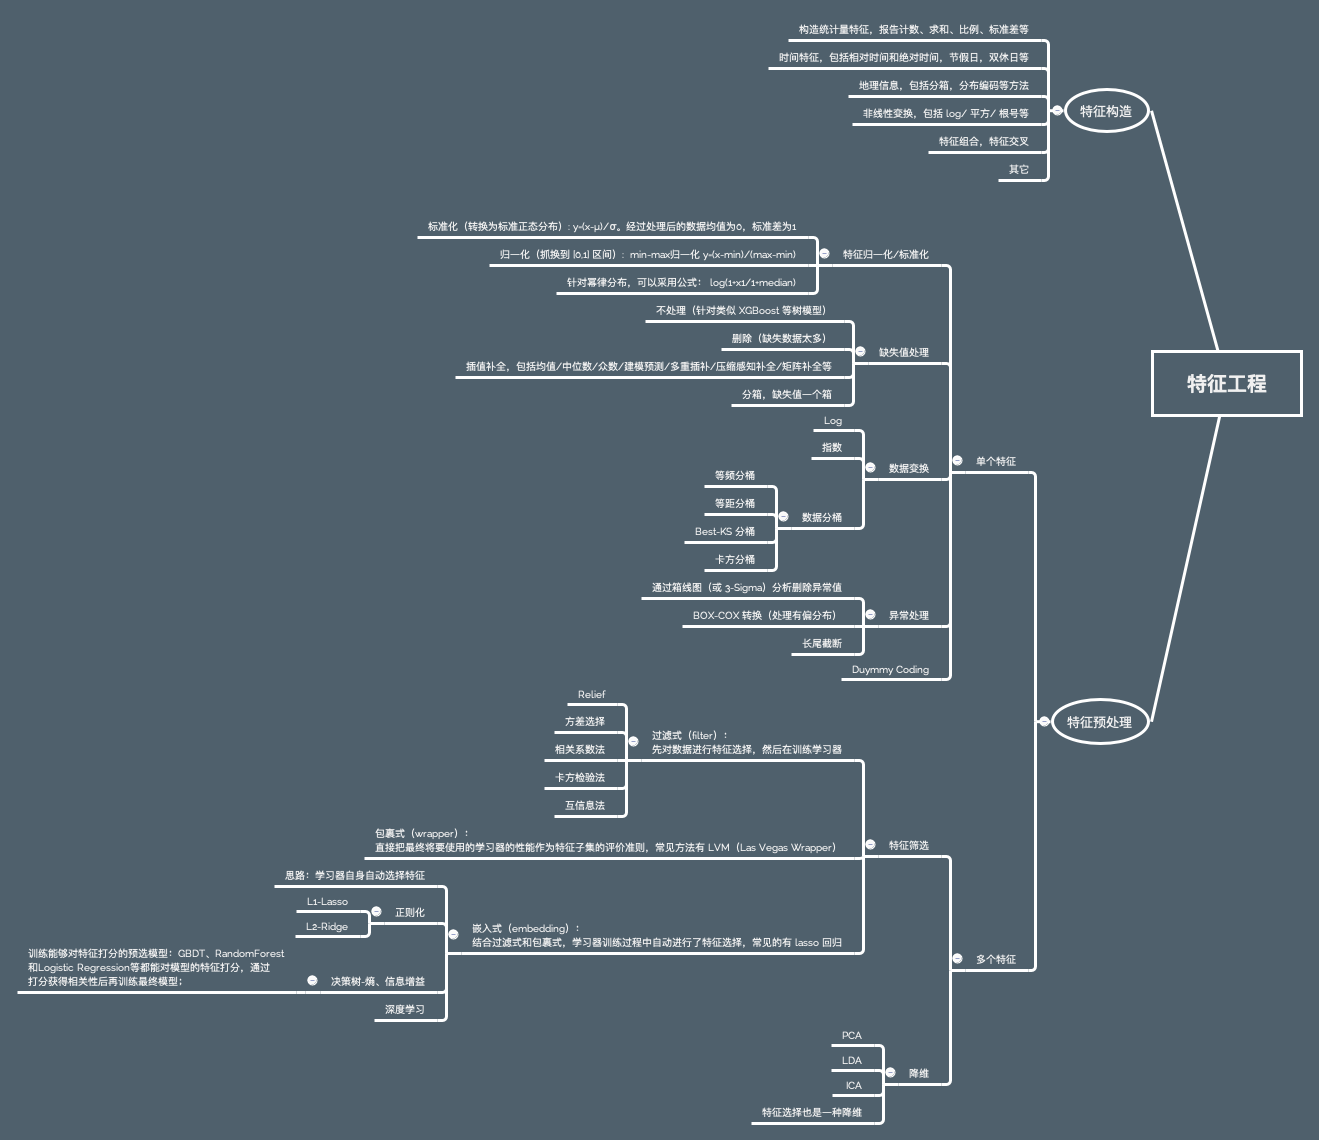 构造统计量特征，报告计数、求和、比例、标准差等
时间特征，包括相对时间和绝对时间，节假日，双休日等
地理信息，包括分箱，分布编码等方法
非线性变换，包括 log/ 平方/ 根号等
特征组合，特征交叉
其它
特征构造
特征工程
标准化（转换为标准正态分布）: y=(x-μ)/σ。经过处理后的数据均值为0，标准差为1
归一化（抓换到 [0,1] 区间）： min-max归一化 y=(x-min)/(max-min)
针对幂律分布，可以采用公式： log(1+x1/1+median)
特征归一化/标准化
不处理（针对类似 XGBoost 等树模型）
删除（缺失数据太多）
插值补全，包括均值/中位数/众数/建模预测/多重插补/压缩感知补全/矩阵补全等
分箱，缺失值一个箱
缺失值处理
Log
指数
等频分桶
等距分桶
Best-KS 分桶
卡方分桶
数据分桶
数据变换
通过箱线图（或 3-Sigma）分析删除异常值
BOX-COX 转换（处理有偏分布）
长尾截断
异常处理
Duymmy Coding
单个特征
特征预处理
Relief
方差选择
相关系数法
卡方检验法
互信息法
过滤式（filter）：
先对数据进行特征选择，然后在训练学习器
包裹式（wrapper）：
直接把最终将要使用的学习器的性能作为特征子集的评价准则，常见方法有 LVM（Las Vegas Wrapper）
特征筛选
思路：学习器自身自动选择特征
L1-Lasso
L2-Ridge
正则化
训练能够对特征打分的预选模型：GBDT、RandomForest
和Logistic Regression等都能对模型的特征打分，通过
打分获得相关性后再训练最终模型；
决策树-熵、信息增益
深度学习
嵌入式（embedding）：
结合过滤式和包裹式，学习器训练过程中自动进行了特征选择，常见的有 lasso 回归
多个特征
PCA
LDA
ICA
特征选择也是一种降维
降维